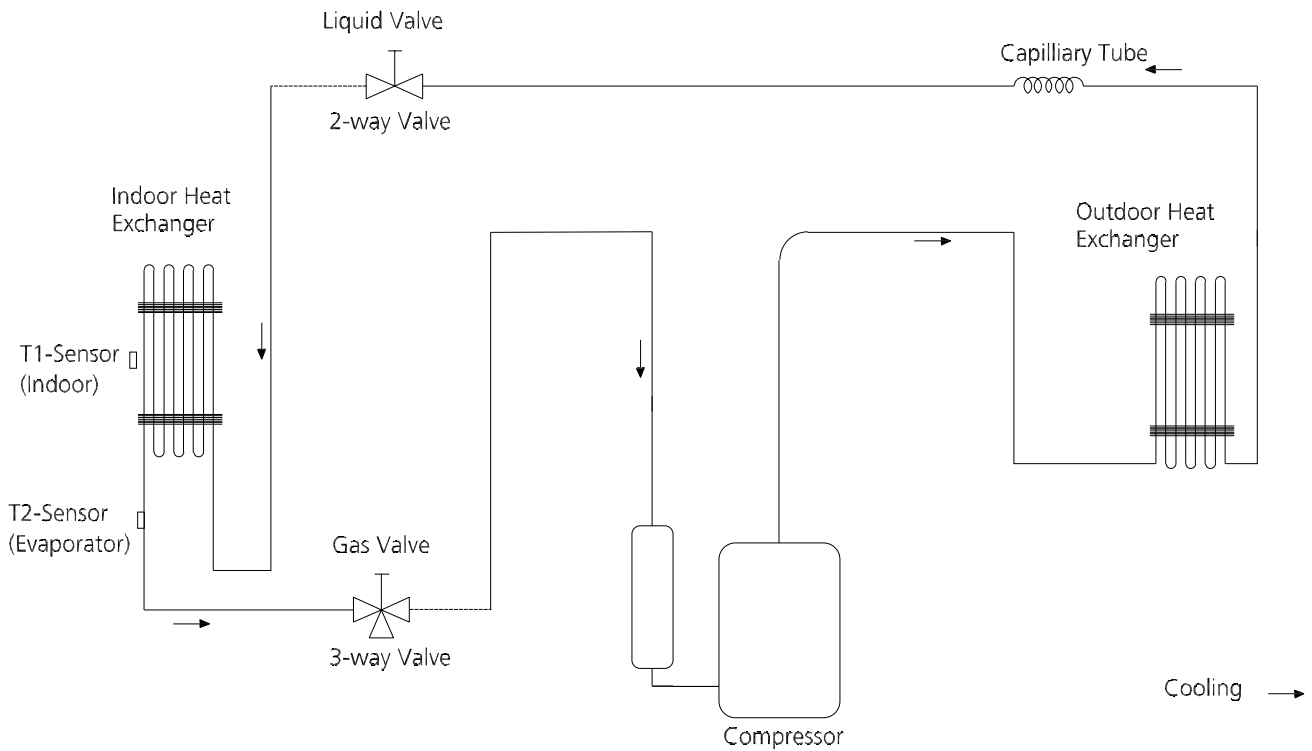 Liquid Valve
2-way Valve
Capilliary Tube
Indoor Heat
Exchanger
Outdoor Heat
Exchanger
T1-Sensor
(Indoor)
T2-Sensor
(Evaporator)
Gas Valve
3-way Valve
Compressor
Cooling